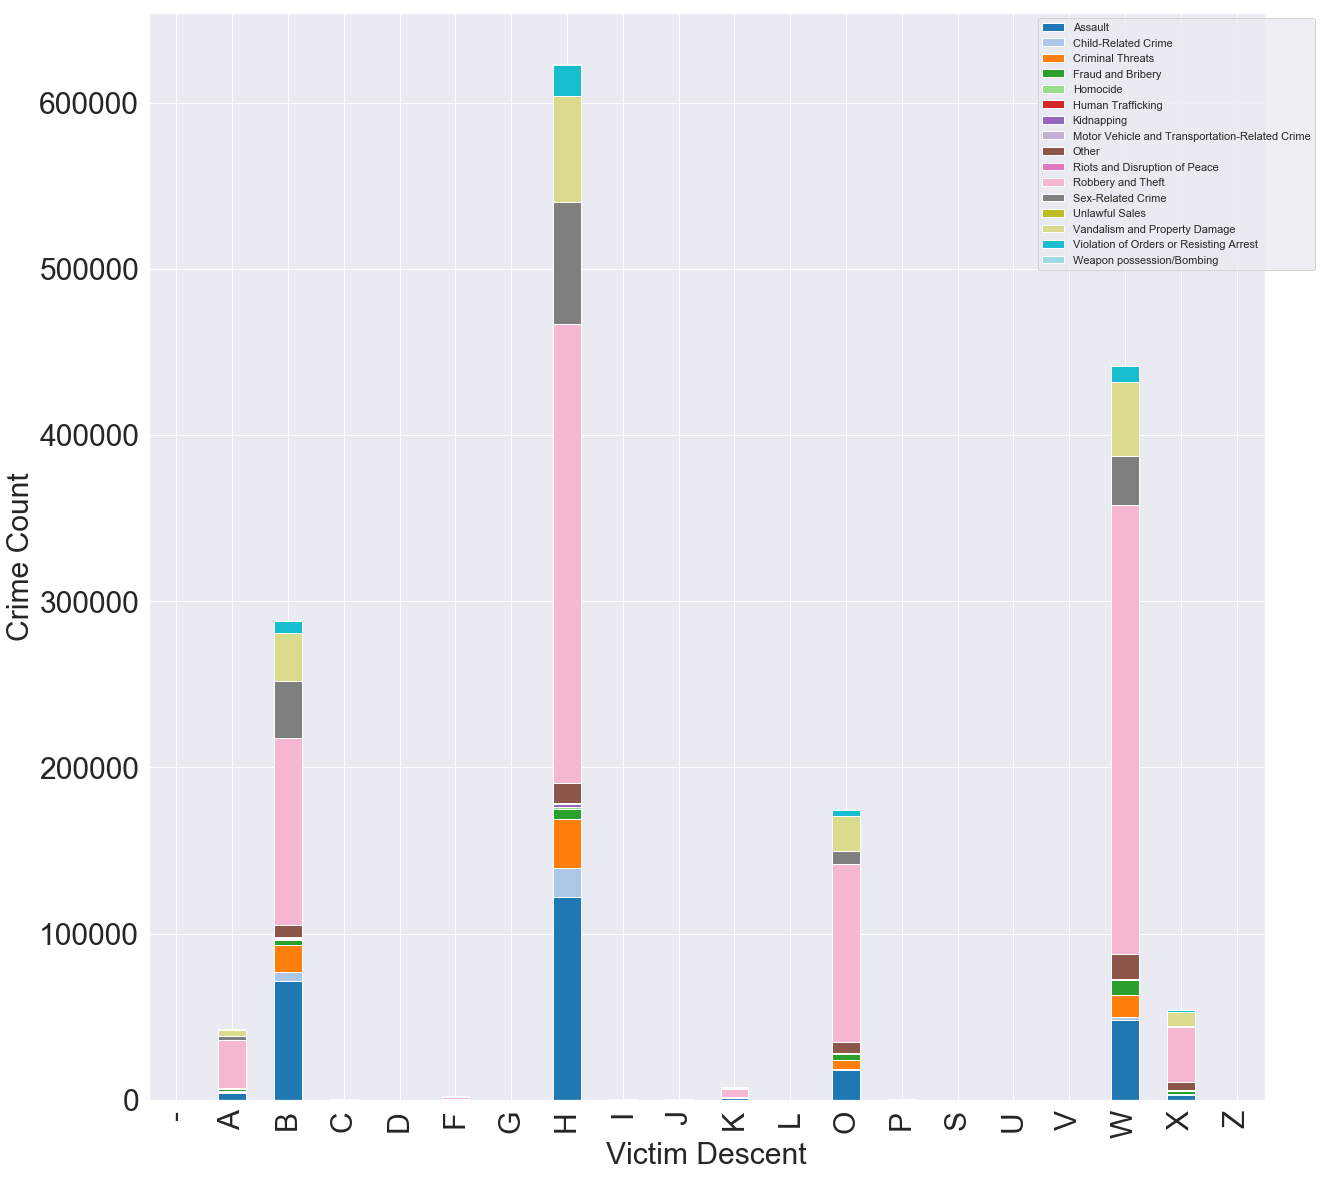 Assault
Child-Related Crime
Criminal Threats
Fraud and Bribery
Homocide
Human Trafficking
Kidnapping
Motor Vehicle and Transportation-Related Crime
Other
Riots and Disruption of Peace
Robbery and Theft
Sex-Related Crime
Unlawful Sales
Vandalism and Property Damage
Violation of Orders or Resisting Arrest
Weapon possession/Bombing
600000
500000
400000
300000
200000
100000
0
Crime Count
- A B C D F G H I J K L O P S U V W X Z
Victim Descent